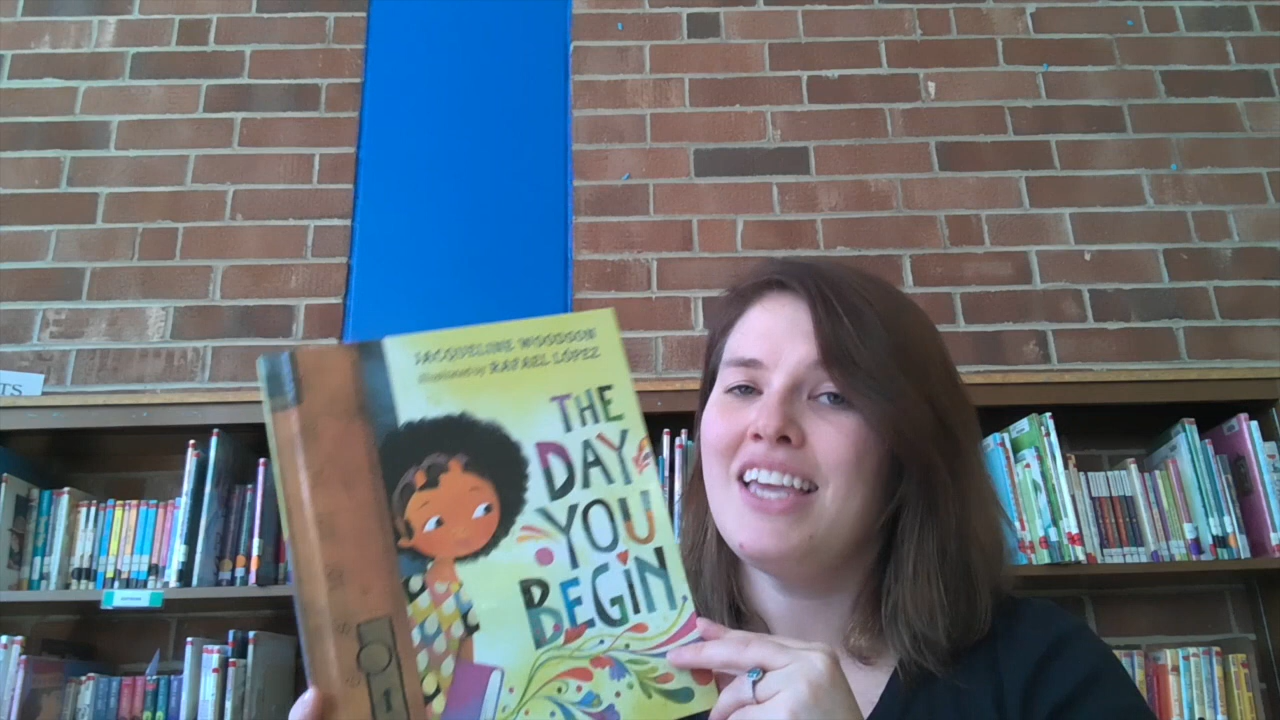 JACQUELINE WOODSON
illustrated by RAFAEL LÓPEZ
THE
DAY
YOU
BEGIN